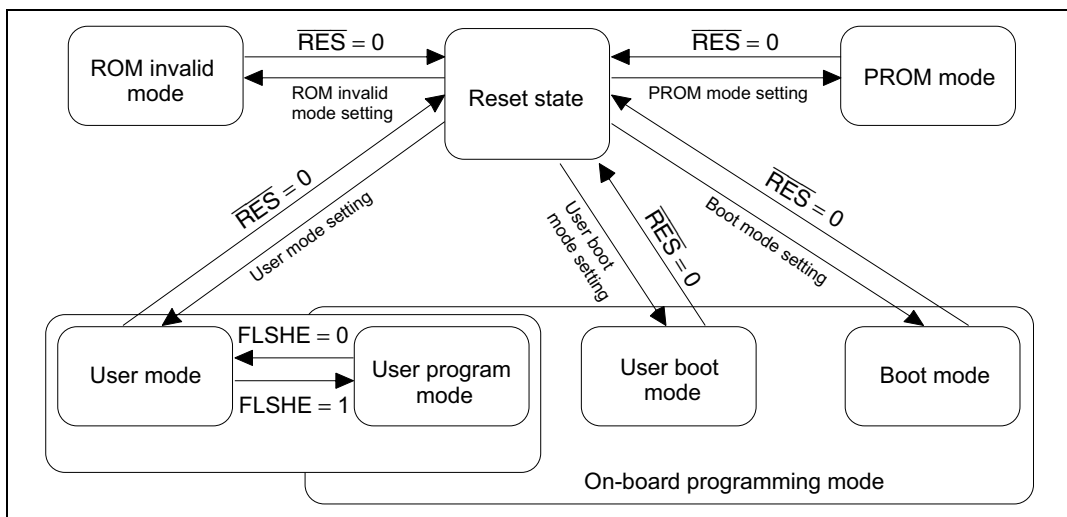 ROM invalid
mode
RES = 0
ROM invalid
mode setting
Reset state
RES = 0
PROM mode setting
PROM mode
RES = 0
User mode setting
User boot
mode setting
RES = 0
RES = 0
Boot mode setting
User mode
FLSHE = 0
FLSHE = 1
User program
mode
User boot
mode
Boot mode
On-board programming mode